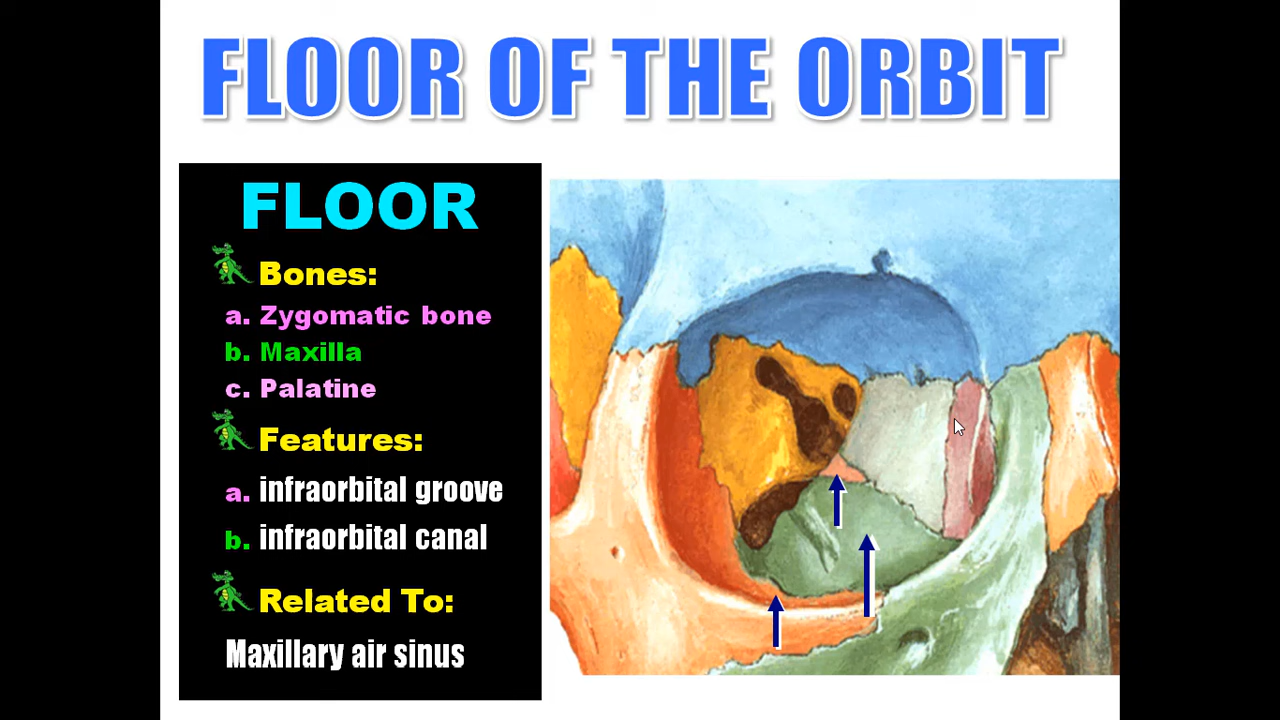 FLOOR OF THE ORBIT
FLOOR
Bones:
a. Zygomatic bone
b. Maxilla
c. Palatine
Features:
a. infraorbital groove
b. infraorbital canal
Related To:
Maxillary air sinus